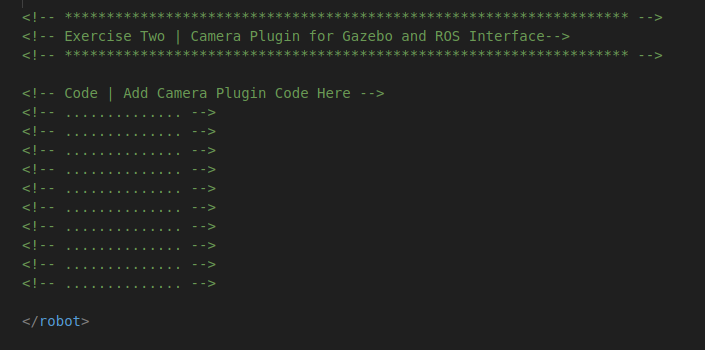 <!-- ******************************************************************* -->
<!-- Exercise Two | Camera Plugin for Gazebo and ROS Interface-->
<!-- ******************************************************************* -->
<!-- Code | Add Camera Plugin Code Here -->
<!-- .............. -->
<!-- .............. -->
<!-- .............. -->
<!-- .............. -->
<!-- .............. -->
<!-- .............. -->
<!-- .............. -->
<!-- .............. -->
<!-- .............. -->
<!-- .............. -->
</robot>